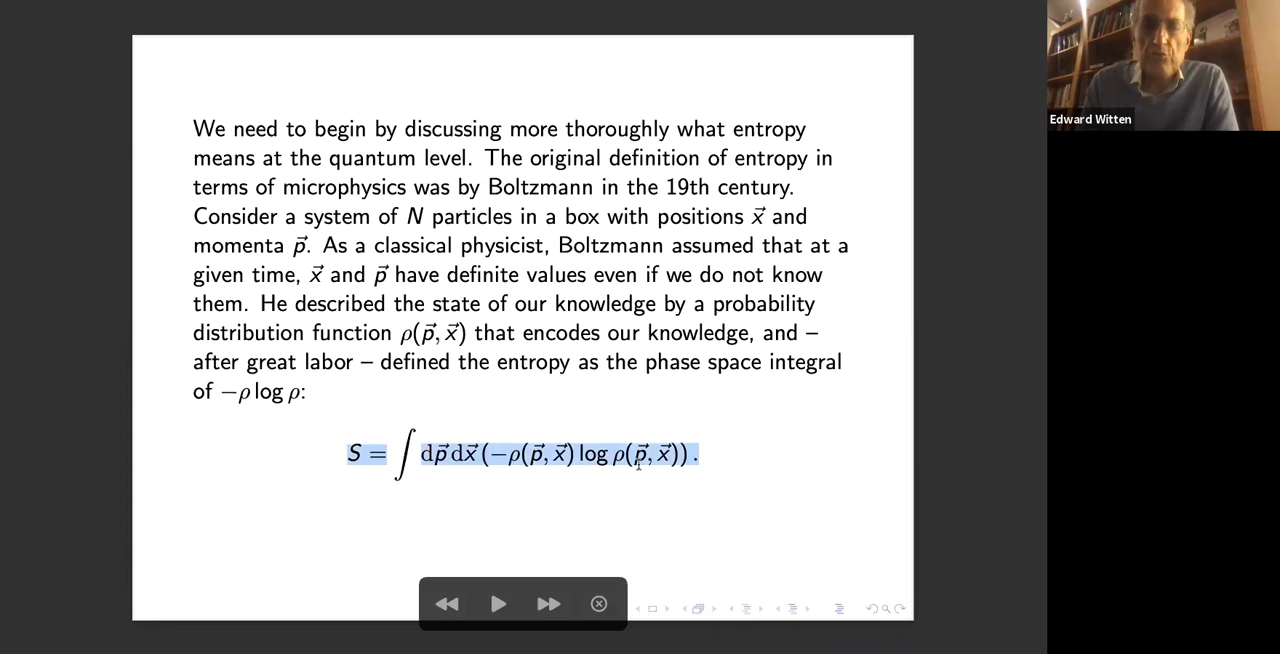 We need to begin by discussing more thoroughly what entropy
means at the quantum level. The original definition of entropy in
terms of microphysics was by Boltzmann in the 19th century.
Consider a system of N particles in a box with positions x⃗ and
momenta p⃗. As a classical physicist, Boltzmann assumed that at a
given time, x⃗ and p⃗ have definite values even if we do not know
them. He described the state of our knowledge by a probability
distribution function ρ(p⃗, x⃗) that encodes our knowledge, and –
after great labor – defined the entropy as the phase space integral
of −ρ log ρ:
S = ∫ dp⃗ dx⃗ (−ρ(p⃗, x⃗) log ρ(p⃗, x⃗)) .
Edward Witten